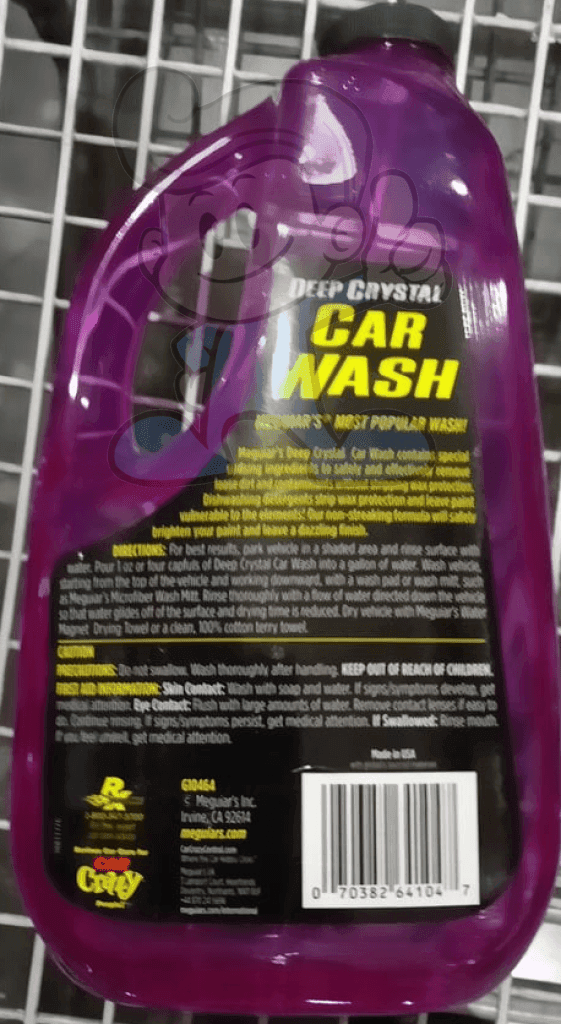 DEEP CRYSTAL
CAR
WASH
MEGUIAR'S® MOST POPULAR WASH!
Meguiar's Deep Crystal Car Wash contains special
ingredients to safely and effectively remove
loose dirt and protection.
Dishwashing detergents strip wax protection and leave paint
vulnerable to the elements! Our non-streaking formula will safely
brighten your paint and leave a dazzling finish.
DIRECTIONS: For best results, park vehicle in a shaded area and rinse surface with
water. Pour 1 oz or four capfuls of Deep Crystal Car Wash into a gallon of water. Wash vehicle,
starting from the top of the vehicle and working downward, with a wash pad or wash mitt, such
as Meguiar's Microfiber Wash Mitt. Rinse thoroughly with a flow of water directed down the vehicle
so that water glides off of the surface and drying time is reduced. Dry vehicle with Meguiar's Water
Magnet Drying Towel or a clean, 100% cotton terry towel.
CAUTION
PRECAUTIONS: Do not swallow. Wash thoroughly after handling. KEEP OUT OF REACH OF CHILDREN.
FIRST AID INFORMATION: Skin Contact: Wash with soap and water. If signs/symptoms develop, get
medical attention. Eye Contact: Flush with large amounts of water. Remove contact lenses if easy to
do. Continue rinsing. If signs/symptoms persist, get medical attention. If Swallowed: Rinse mouth.
If you feel unwell, get medical attention.
Made in USA
G10464
© Meguiar's Inc.
Irvine, CA 92614
meguiars.com
CarCrazyCentral.com
Meguiar's UK
meguiars.com/international
Rx
CAR
Crazy
0 70382 64104 7